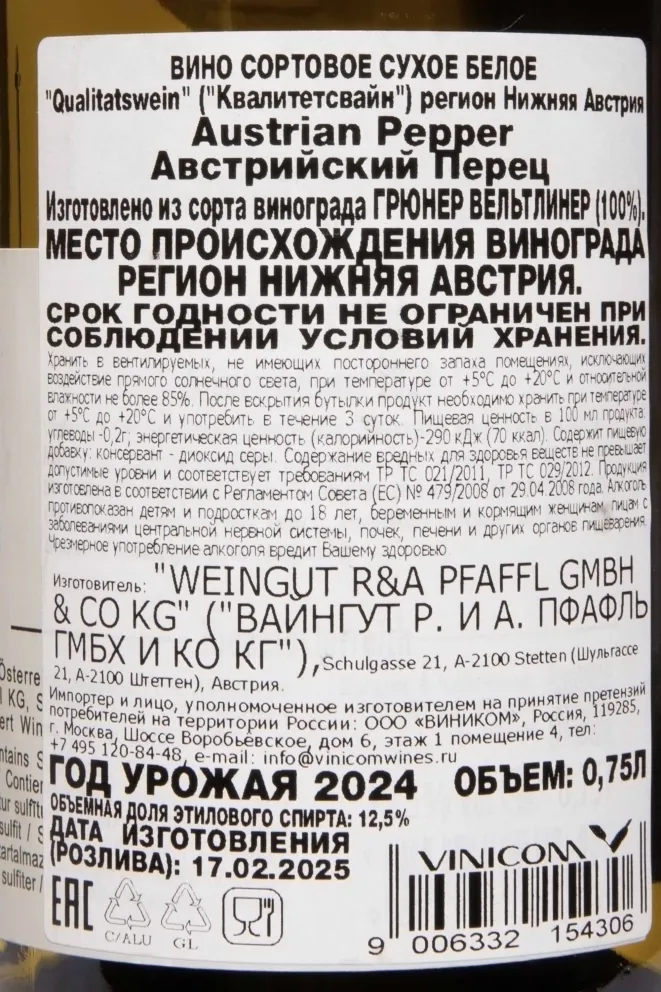 ВИНО СОРТОВОЕ СУХОЕ БЕЛОЕ
"Qualitatswein" ("Квалитетсвайн") регион Нижняя Австрия
Austrian Pepper
Австрийский Перец
Изготовлено из сорта винограда ГРЮНЕР ВЕЛЬТЛИНЕР (100%).
МЕСТО ПРОИСХОЖДЕНИЯ ВИНОГРАДА
РЕГИОН НИЖНЯЯ АВСТРИЯ.
СРОК ГОДНОСТИ НЕ ОГРАНИЧЕН ПРИ
СОБЛЮДЕНИИ УСЛОВИЙ ХРАНЕНИЯ.
Хранить в вентилируемых, не имеющих постороннего запаха помещениях, исключающих
воздействие прямого солнечного света, при температуре от +5°С до +20°С и относительной
влажности не более 85%. После вскрытия бутылки продукт необходимо хранить при температуре
от +5°С до +20°С и употребить в течение 3 суток. Пищевая ценность в 100 мл продукта:
углеводы -0,2г; энергетическая ценность (калорийность)-290 кДж (70 ккал). Содержит пищевую
добавку: консервант - диоксид серы. Содержание вредных для здоровья веществ не превышает
допустимые уровни и соответствует требованиям ТР ТС 021/2011, ТР ТС 029/2012. Продукция
изготовлена в соответствии с Регламентом Совета (ЕС) № 479/2008 от 29.04 2008 года. Алкоголь
противопоказан детям и подросткам до 18 лет, беременным и кормящим женщинам, лицам с
заболеваниями центральной нервной системы, почек, печени и других органов пищеварения.
Чрезмерное употребление алкоголя вредит Вашему здоровью
Изготовитель: "WEINGUT R&A PFAFFL GMBH
& CO KG" ("ВАЙНГУТ Р. И А. ПФАФЛЬ
ГМБХ И КО КГ"), Schulgasse 21, A-2100 Stetten (Шульгассе
21, А-2100 Штеттен), Австрия.
Импортер и лицо, уполномоченное изготовителем на принятие претензий
потребителей на территории России: ООО «ВИНИКОМ», Россия, 119285,
г. Москва, Шоссе Воробьёвское, дом 6, этаж 1 помещение 4, тел:
+7 495 120-84-48, e-mail: info@vinicomwines.ru
ГОД УРОЖАЯ 2024 ОБЪЕМ: 0,75Л
ОБЪЕМНАЯ ДОЛЯ ЭТИЛОВОГО СПИРТА: 12,5%
ДАТА ИЗГОТОВЛЕНИЯ
(РОЗЛИВА): 17.02.2025
VINICOM
EAC
C/ALU
GL
9 006332 154306
Österre
KG, S
ert Win
ntains S
Contien
ur sulfit
sulfit / S
artalmaz
sulfiter /